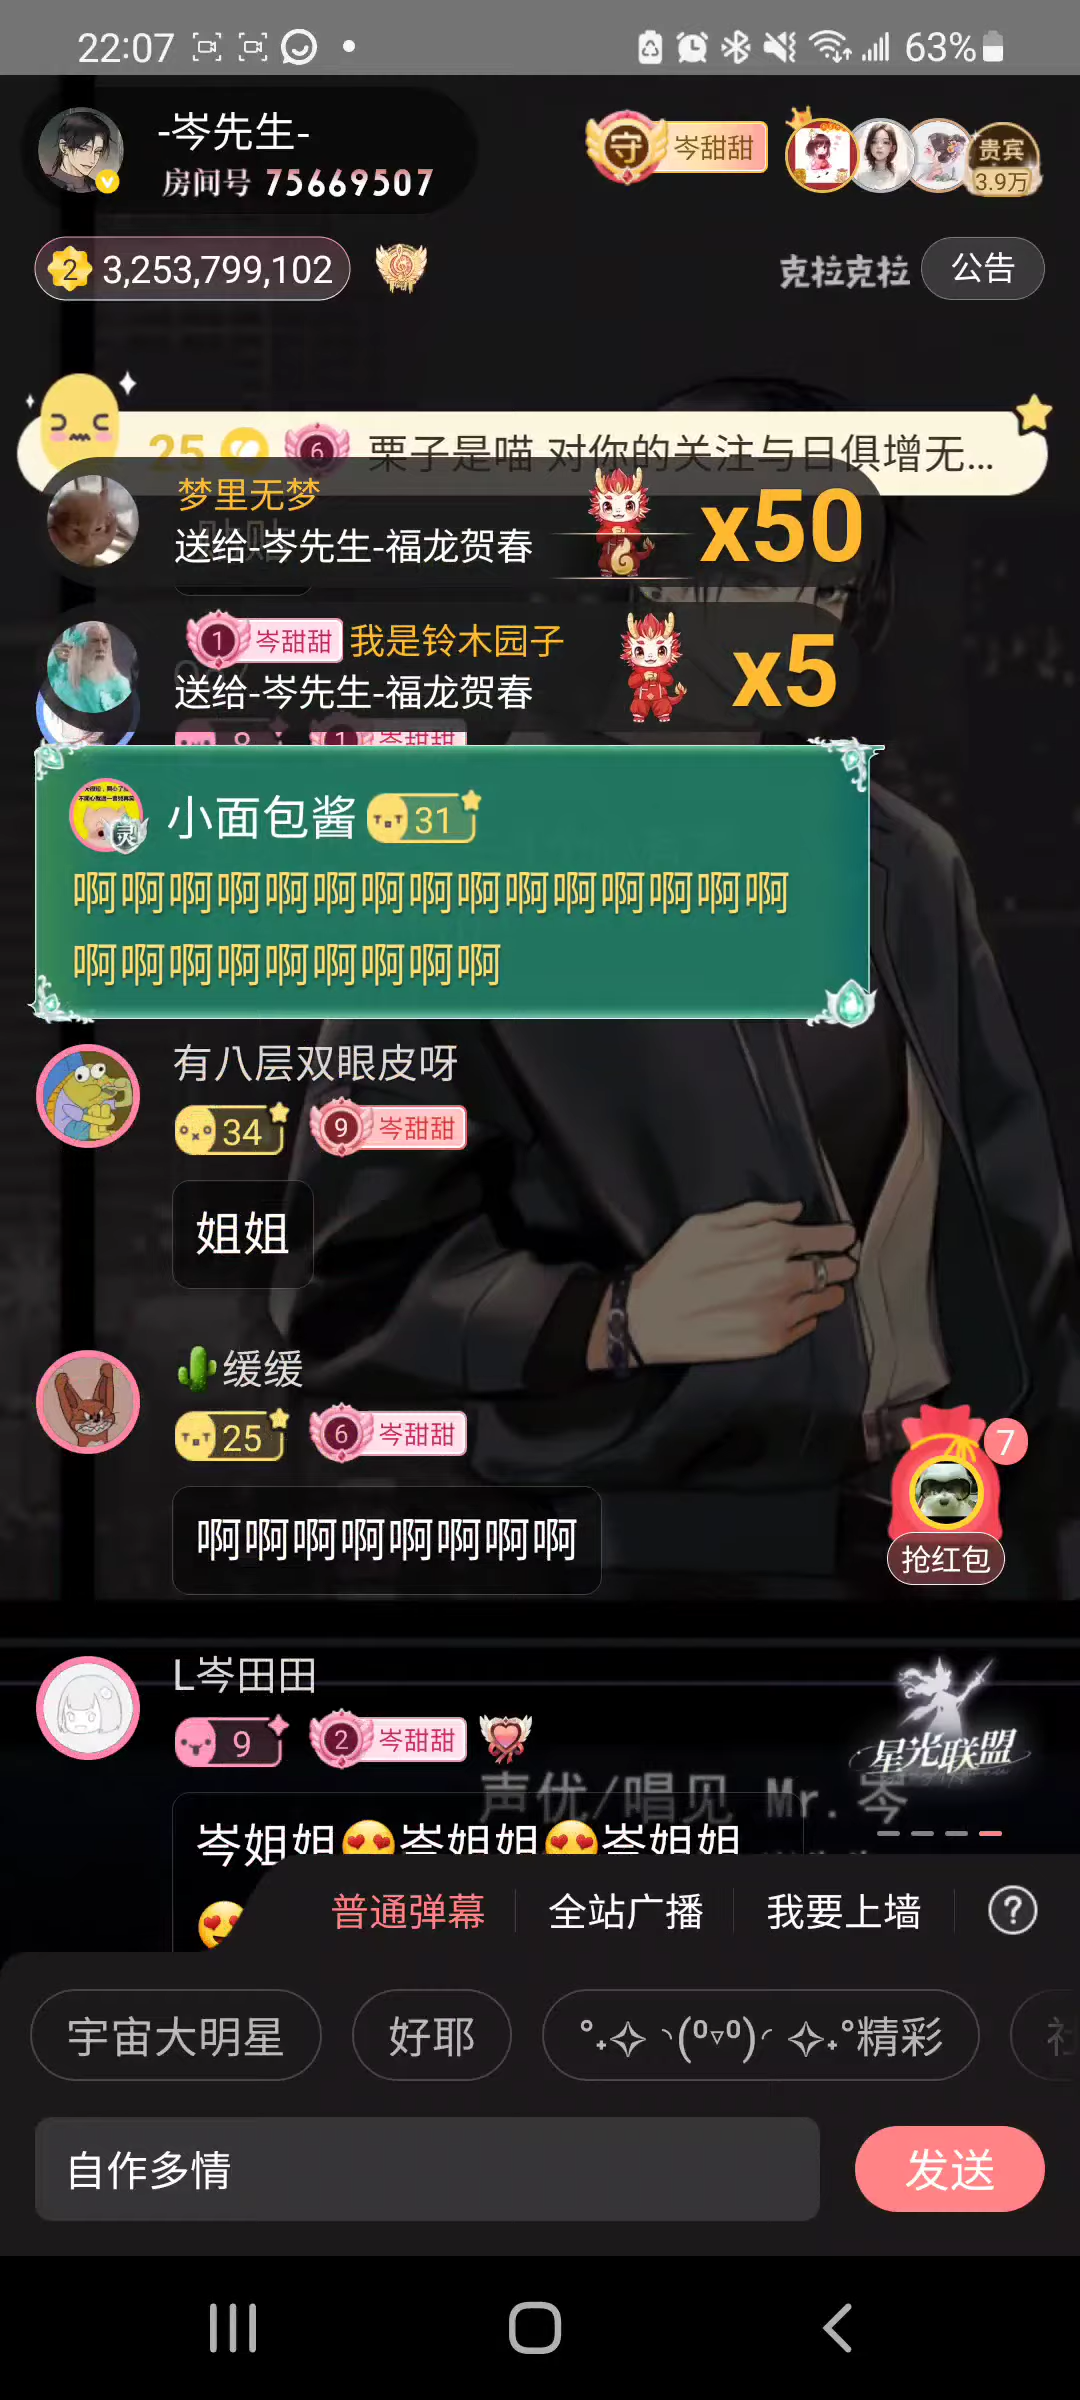 22:07
63%
-岑先生-
房间号 75669507
守 岑甜甜
贵宾
3.9万
2 3,253,799,102
克拉克拉
公告
25 6 栗子是喵 对你的关注与日俱增无...
梦里无梦
送给-岑先生-福龙贺春
x50
1 岑甜甜 我是铃木园子
送给-岑先生-福龙贺春
x5
8 1 岑甜甜
灵 小面包酱 31
啊啊啊啊啊啊啊啊啊啊啊啊啊啊啊
啊啊啊啊啊啊啊啊啊
有八层双眼皮呀
34 9 岑甜甜
姐姐
🌵缓缓
25 6 岑甜甜
啊啊啊啊啊啊啊啊
7
抢红包
L岑田田
9 2 岑甜甜
星光联盟
声优/唱见 Mr.岑
岑姐姐😍岑姐姐😍岑姐姐
😍
普通弹幕 全站广播 我要上墙 ?
宇宙大明星
好耶
°˖✧◝(⁰▿⁰)◜✧˖°精彩
自作多情
发送